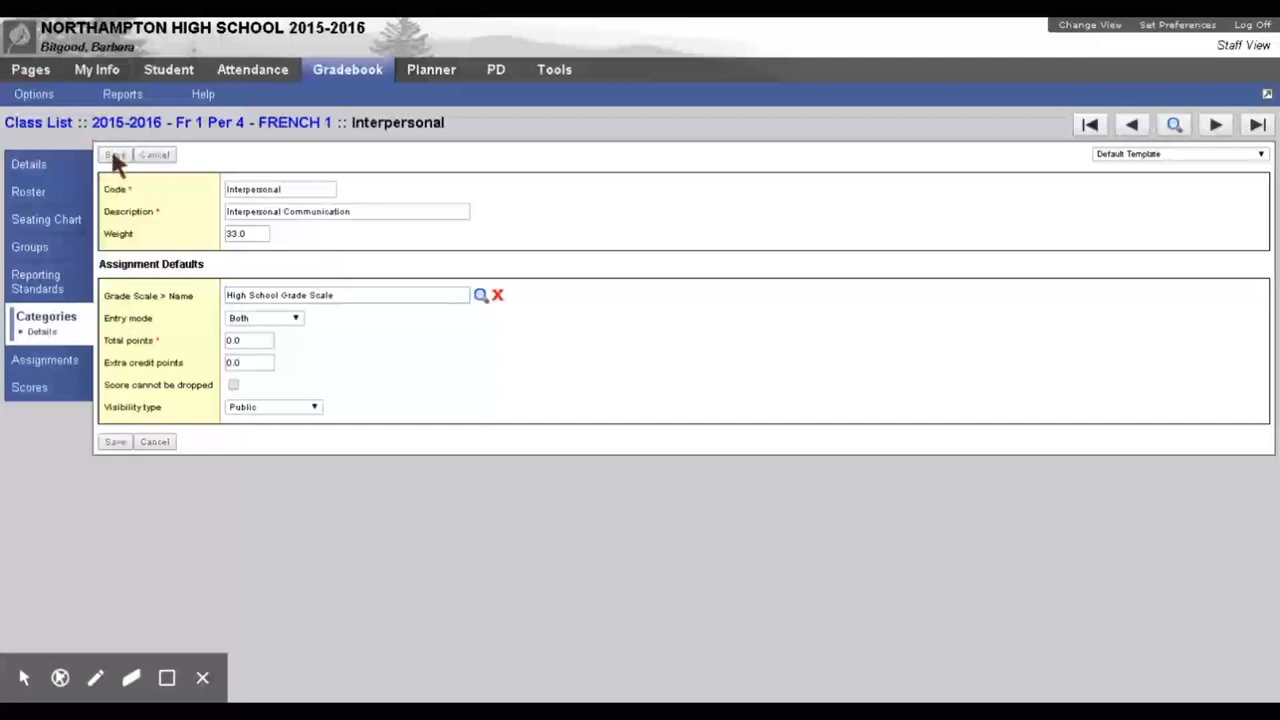 NORTHAMPTON HIGH SCHOOL 2015-2016
Change View Set Preferences Log Off
Bitgood, Barbara
Staff View
Pages My Info Student Attendance Gradebook Planner PD Tools
Options Reports Help
Class List :: 2015-2016 - Fr 1 Per 4 - FRENCH 1 :: Interpersonal
Cancel Default Template
Details
Roster
Seating Chart
Groups
Reporting
Standards
Categories
Details
Assignments
Scores
Code * Interpersonal
Description * Interpersonal Communication
Weight 33.0
Assignment Defaults
Grade Scale > Name High School Grade Scale
Entry mode Both
Total points * 0.0
Extra credit points 0.0
Score cannot be dropped
Visibility type Public
Save Cancel